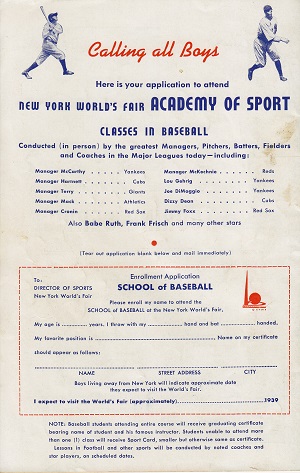 Calling all Boys
Here is your application to attend
NEW YORK WORLD'S FAIR ACADEMY OF SPORT
CLASSES IN BASEBALL
Conducted (in person) by the greatest Managers, Pitchers, Batters, Fielders
and Coaches in the Major Leagues today—including:
Manager McCarthy . . . Yankees
Manager Hartnett . . . Cubs
Manager Terry . . . Giants
Manager Mack . . . Athletics
Manager Cronin . . . Red Sox
Manager McKechnie . . . Reds
Lou Gehrig . . . Yankees
Joe DiMaggio . . . Yankees
Dizzy Dean . . . Cubs
Jimmy Foxx . . . Red Sox
Also Babe Ruth, Frank Frisch and many other stars
(Tear out application blank below and mail immediately)
To:
DIRECTOR OF SPORTS
New York World's Fair
Enrollment Application
SCHOOL of BASEBALL
Please enroll my name to attend the
SCHOOL of BASEBALL at the New York World's Fair.
My age is ........ years. I throw with my ........ hand and bat ........ handed.
My favorite position is ........ Name on my certificate
should appear as follows:
NAME STREET ADDRESS CITY
Boys living away from New York will indicate approximate date
they expect to visit the World's Fair.
I expect to visit the World's Fair (approximately) ........ 1939
NOTE: Baseball students attending entire course will receive graduating certificate
bearing name of student and his famous instructor. Students unable to attend more
than one (1) class will receive Sport Card, smaller but otherwise same as certificate.
Lessons in Football and other sports will be conducted by noted coaches and
star players, on scheduled dates.